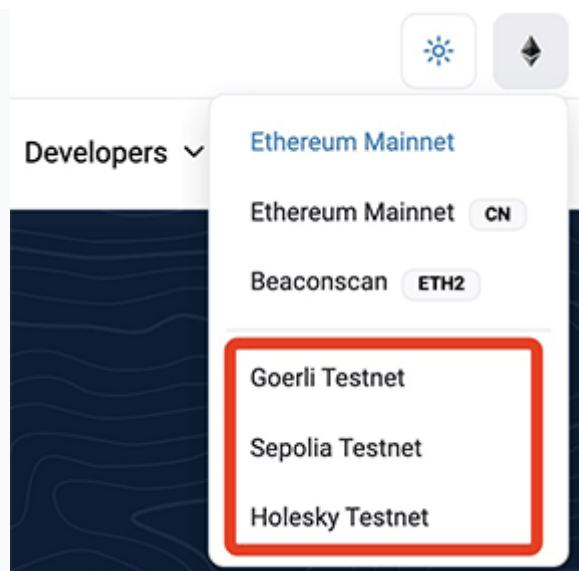 Developers
Ethereum Mainnet
Ethereum Mainnet CN
Beaconscan ETH2
Goerli Testnet
Sepolia Testnet
Holesky Testnet